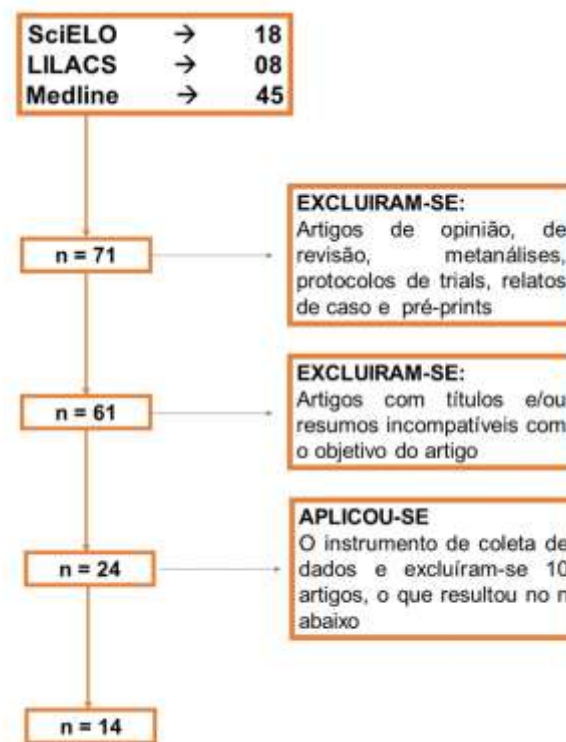 SciELO → 18
LILACS → 08
Medline → 45
n = 71
EXCLUIRAM-SE:
Artigos de opinião, de
revisão, metanálises,
protocolos de trials, relatos
de caso e pré-prints
n = 61
EXCLUIRAM-SE:
Artigos com títulos e/ou
resumos incompatíveis com
o objetivo do artigo
n = 24
APLICOU-SE
O instrumento de coleta de
dados e excluíram-se 10
artigos, o que resultou no n
abaixo
n = 14